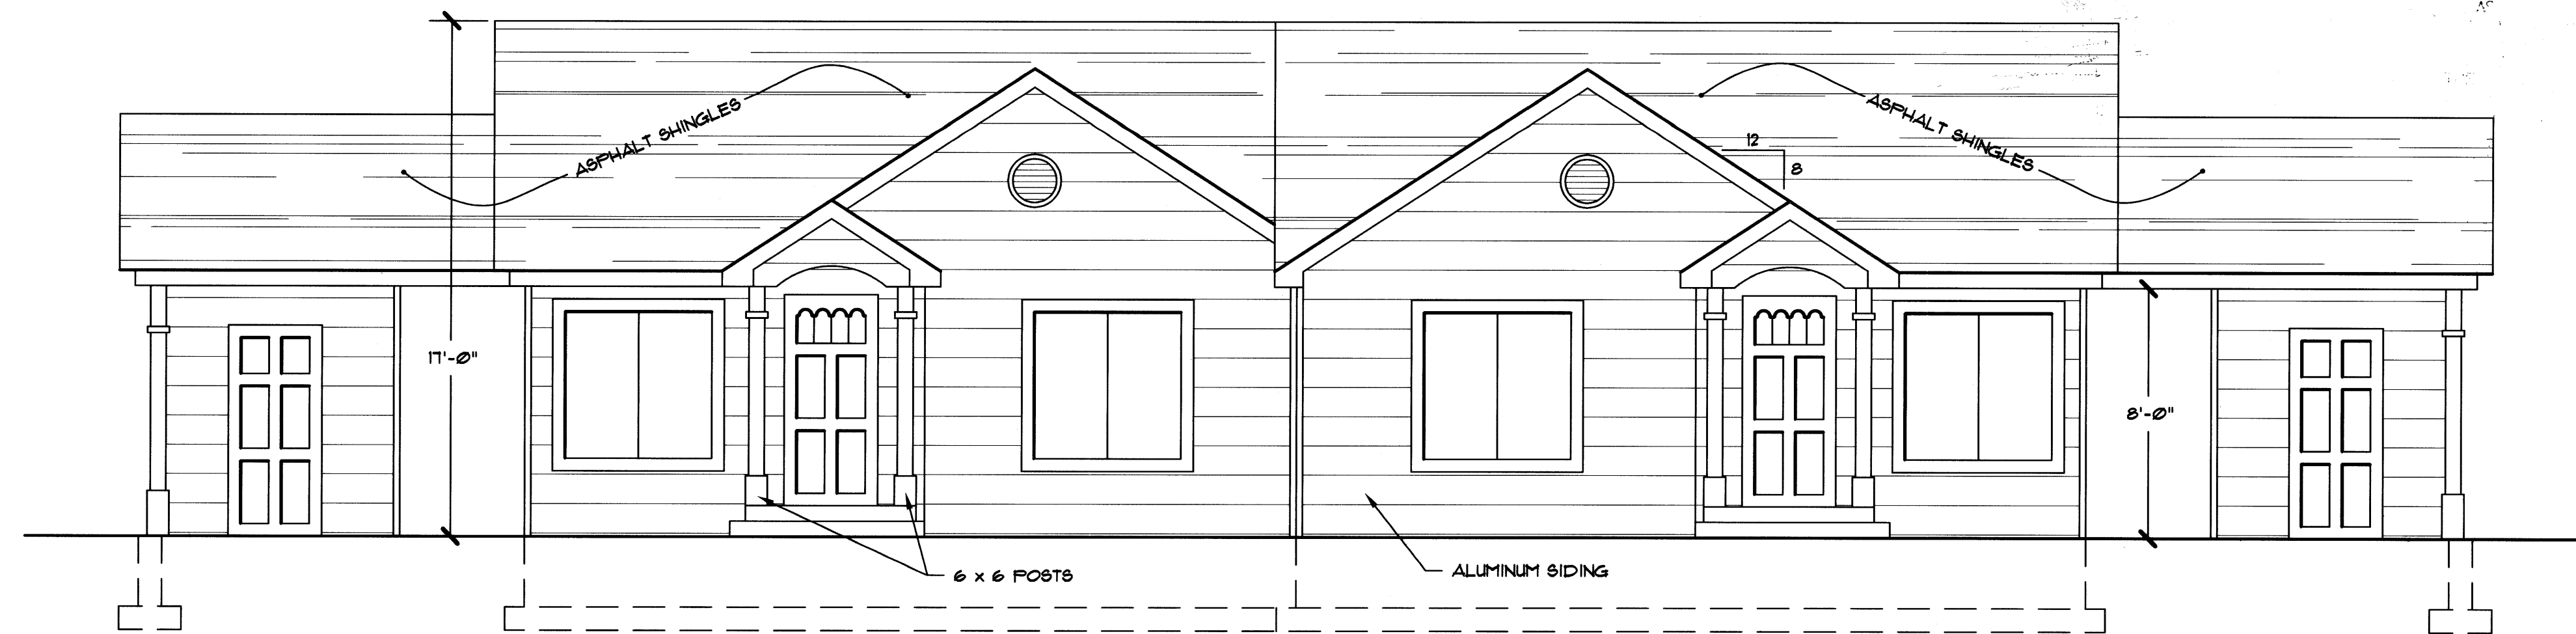 ASPHALT SHINGLES
ASPHALT SHINGLES
12
8
17'-0"
8'-0"
6 x 6 POSTS
ALUMINUM SIDING